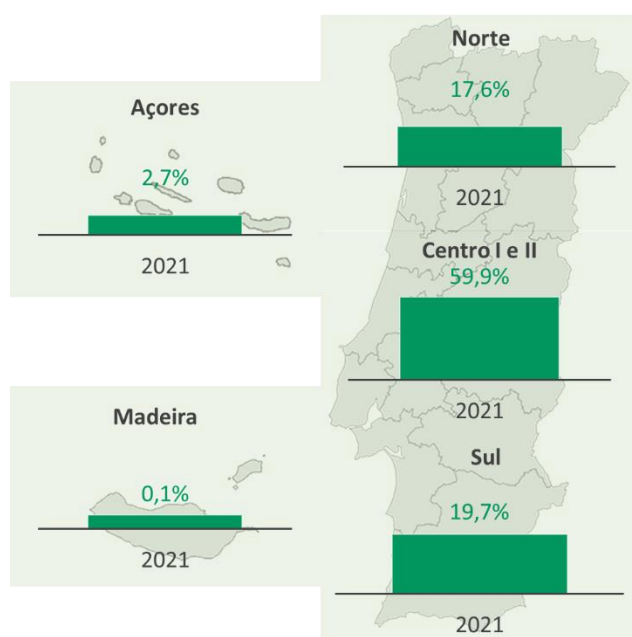 Norte
17,6%
2021
Açores
2,7%
2021
Centro I e II
59,9%
2021
Madeira
0,1%
2021
Sul
19,7%
2021